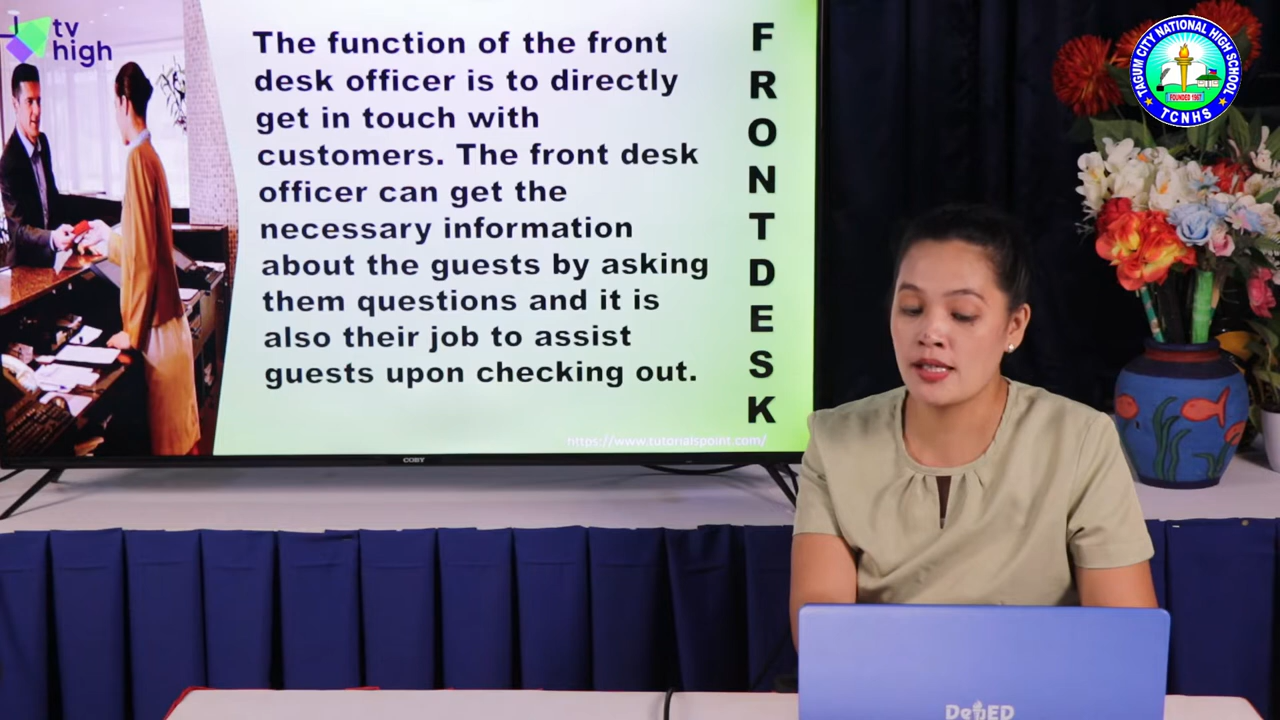 tv
high
The function of the front
desk officer is to directly
get in touch with
customers. The front desk
officer can get the
necessary information
about the guests by asking
them questions and it is
also their job to assist
guests upon checking out.
https://www.tutorialspoint.com/
F
R
O
N
T
D
E
S
K
COBY
TAGUM CITY NATIONAL HIGH SCHOOL
FOUNDED 1967
TCNHS
DepED